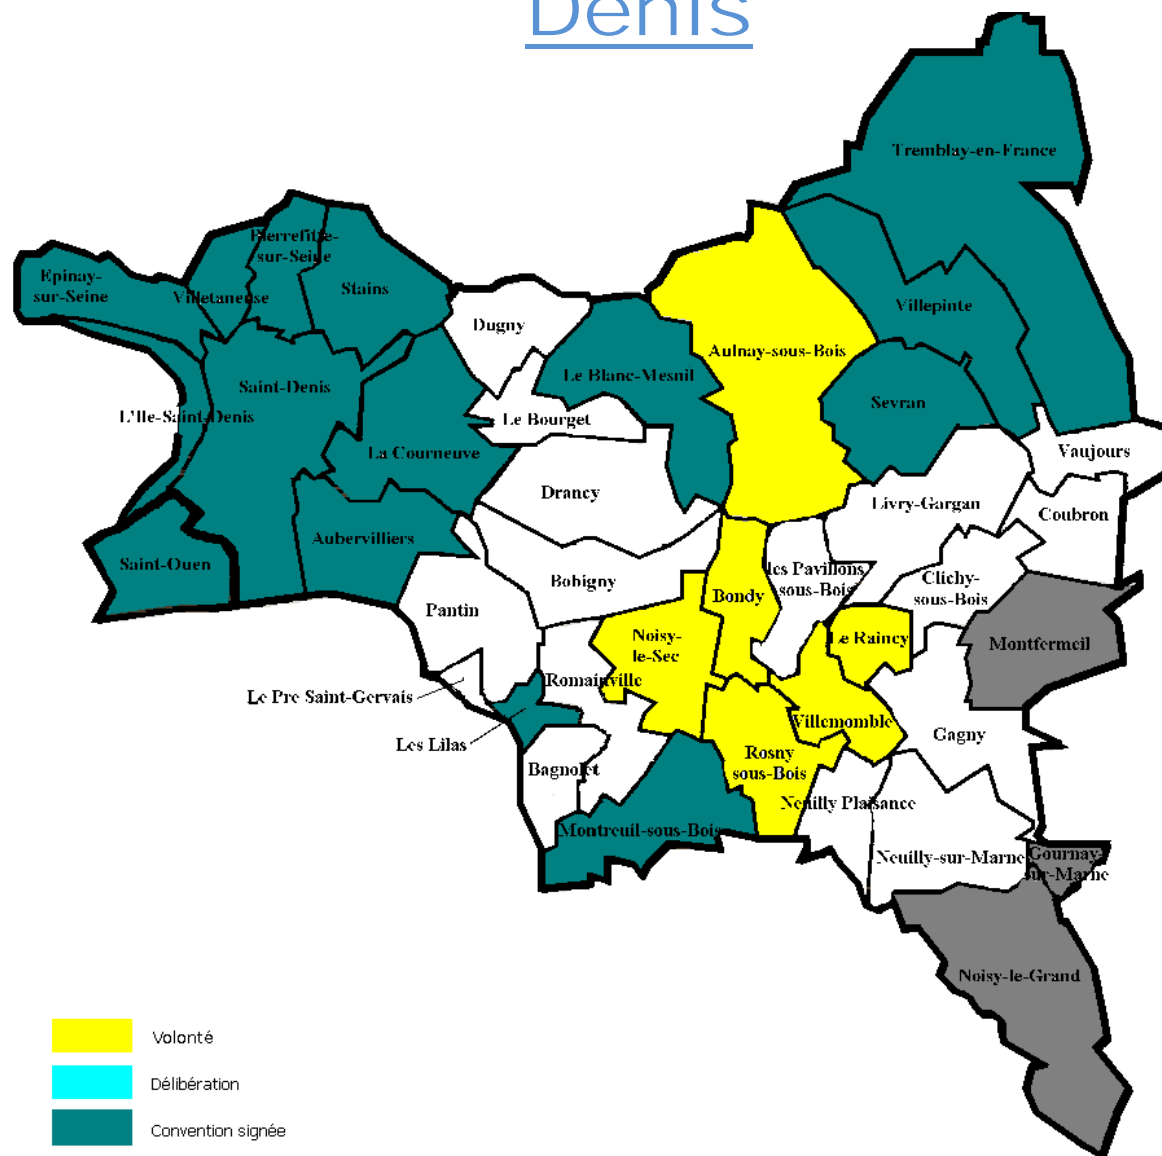 Denis
Tremblay-en-France
Pierrefitte-
sur-Seine
Epinay-
sur-Seine
Villetaneuse
Stains
Villepinte
Dugny
Aulnay-sous-Bois
Le Blanc-Mesnil
Saint-Denis
Sevran
L'Ile-Saint-Denis
Le Bourget
La Courneuve
Vaujours
Drancy
Livry-Gargan
Coubron
Aubervilliers
Saint-Ouen
les Pavillons
sous-Bois
Bobigny
Clichy-
sous-Bois
Bondy
Pantin
Noisy-
le-Sec
Le Raincy
Montfermeil
Romainville
Le Pre Saint-Gervais
Villemomble
Gagny
Les Lilas
Rosny
sous-Bois
Bagnolet
Neuilly Plaisance
Montreuil-sous-Bois
Neuilly-sur-Marne
Gournay-
sur-Marne
Noisy-le-Grand
Volonté
Délibération
Convention signée